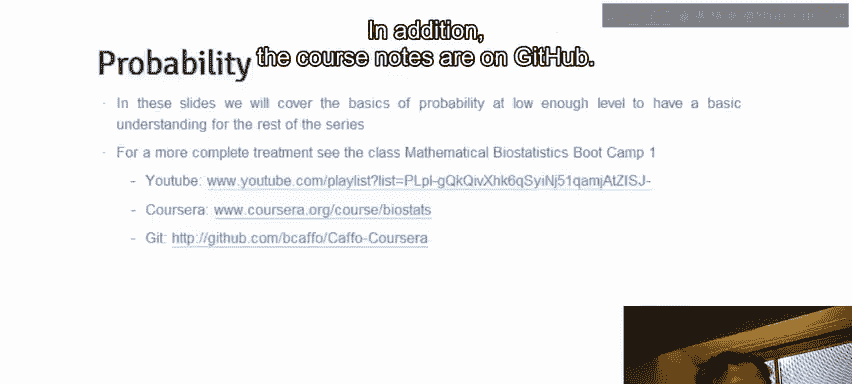 In addition,
the course notes are on GitHub.
Probability
In these slides we will cover the basics of probability at low enough level to have a basic
understanding for the rest of the series
For a more complete treatment see the class Mathematical Biostatistics Boot Camp 1
- Youtube: www.youtube.com/playlist?list=PLpl-gQkQivXhk6qSyiNj51qamjAtZISJ-
- Coursera: www.coursera.org/course/biostats
- Git: http://github.com/bcaffo/Caffo-Coursera